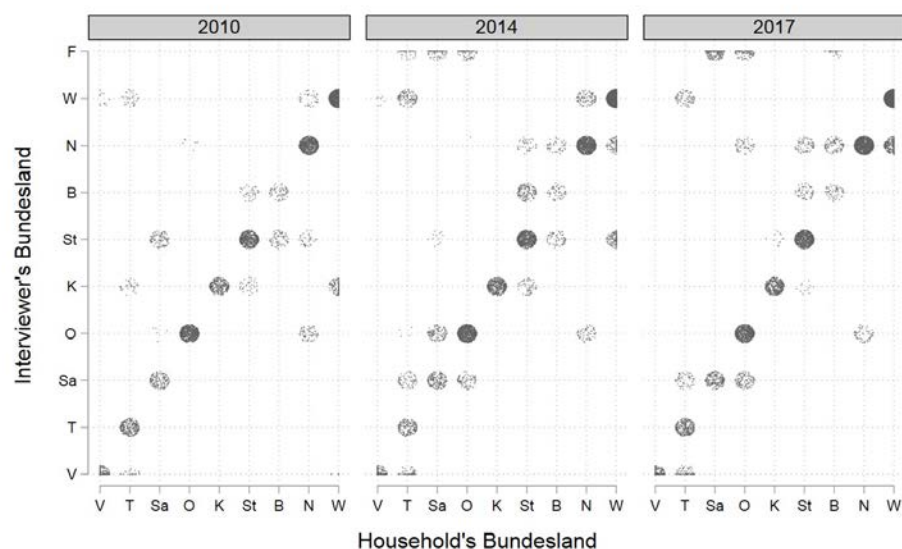 2010 2014 2017
F
W
N
B
St
K
O
Sa
T
V
Interviewer's Bundesland
V T Sa O K St B N W V T Sa O K St B N W V T Sa O K St B N W
Household's Bundesland